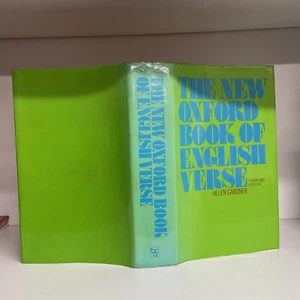 THE NEW OXFORD BOOK
OF ENGLISH VERSE
THE NEW
OXFORD
BOOK OF
ENGLISH
VERSE
HELEN GARDNER